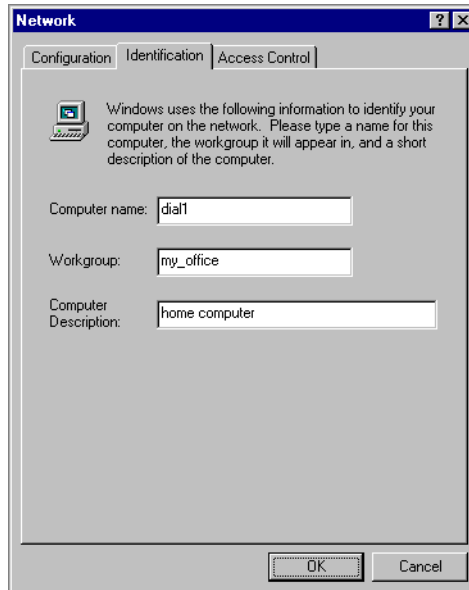 Network
Configuration Identification Access Control
Windows uses the following information to identify your
computer on the network. Please type a name for this
computer, the workgroup it will appear in, and a short
description of the computer.
Computer name: dial1
Workgroup: my_office
Computer
Description: home computer
OK Cancel